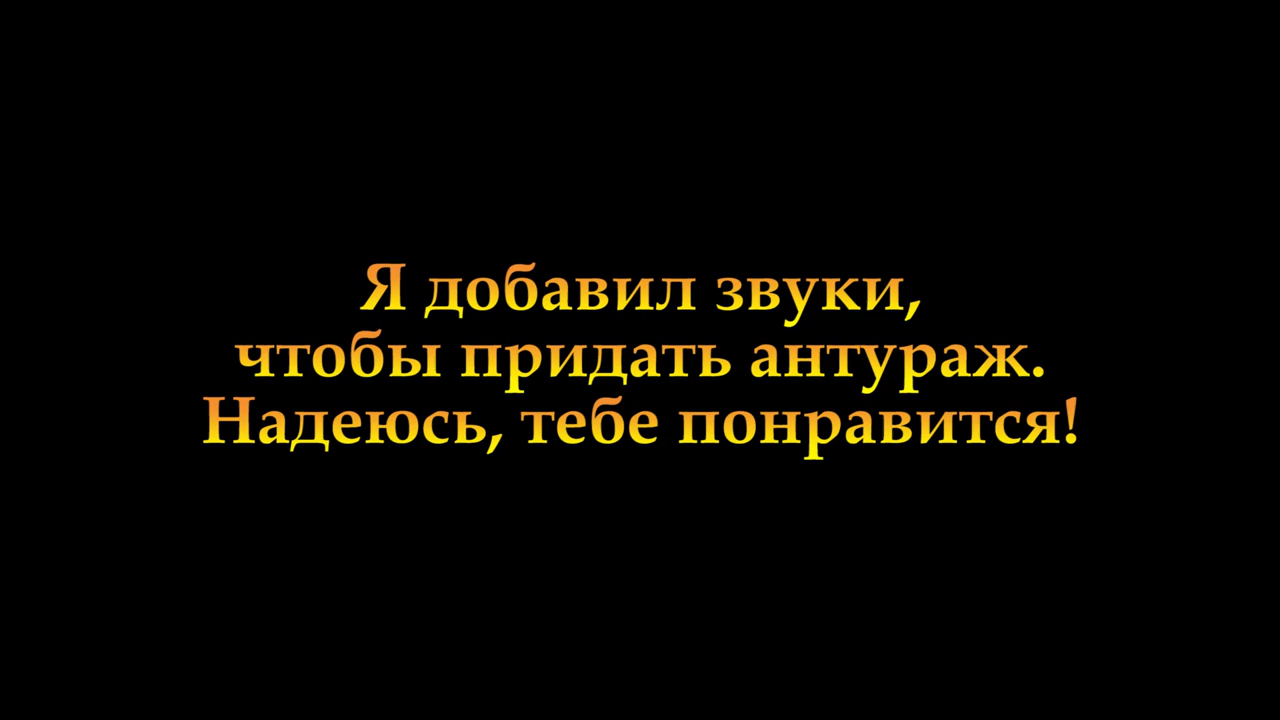 Я добавил звуки,
чтобы придать антураж.
Надеюсь, тебе понравится!